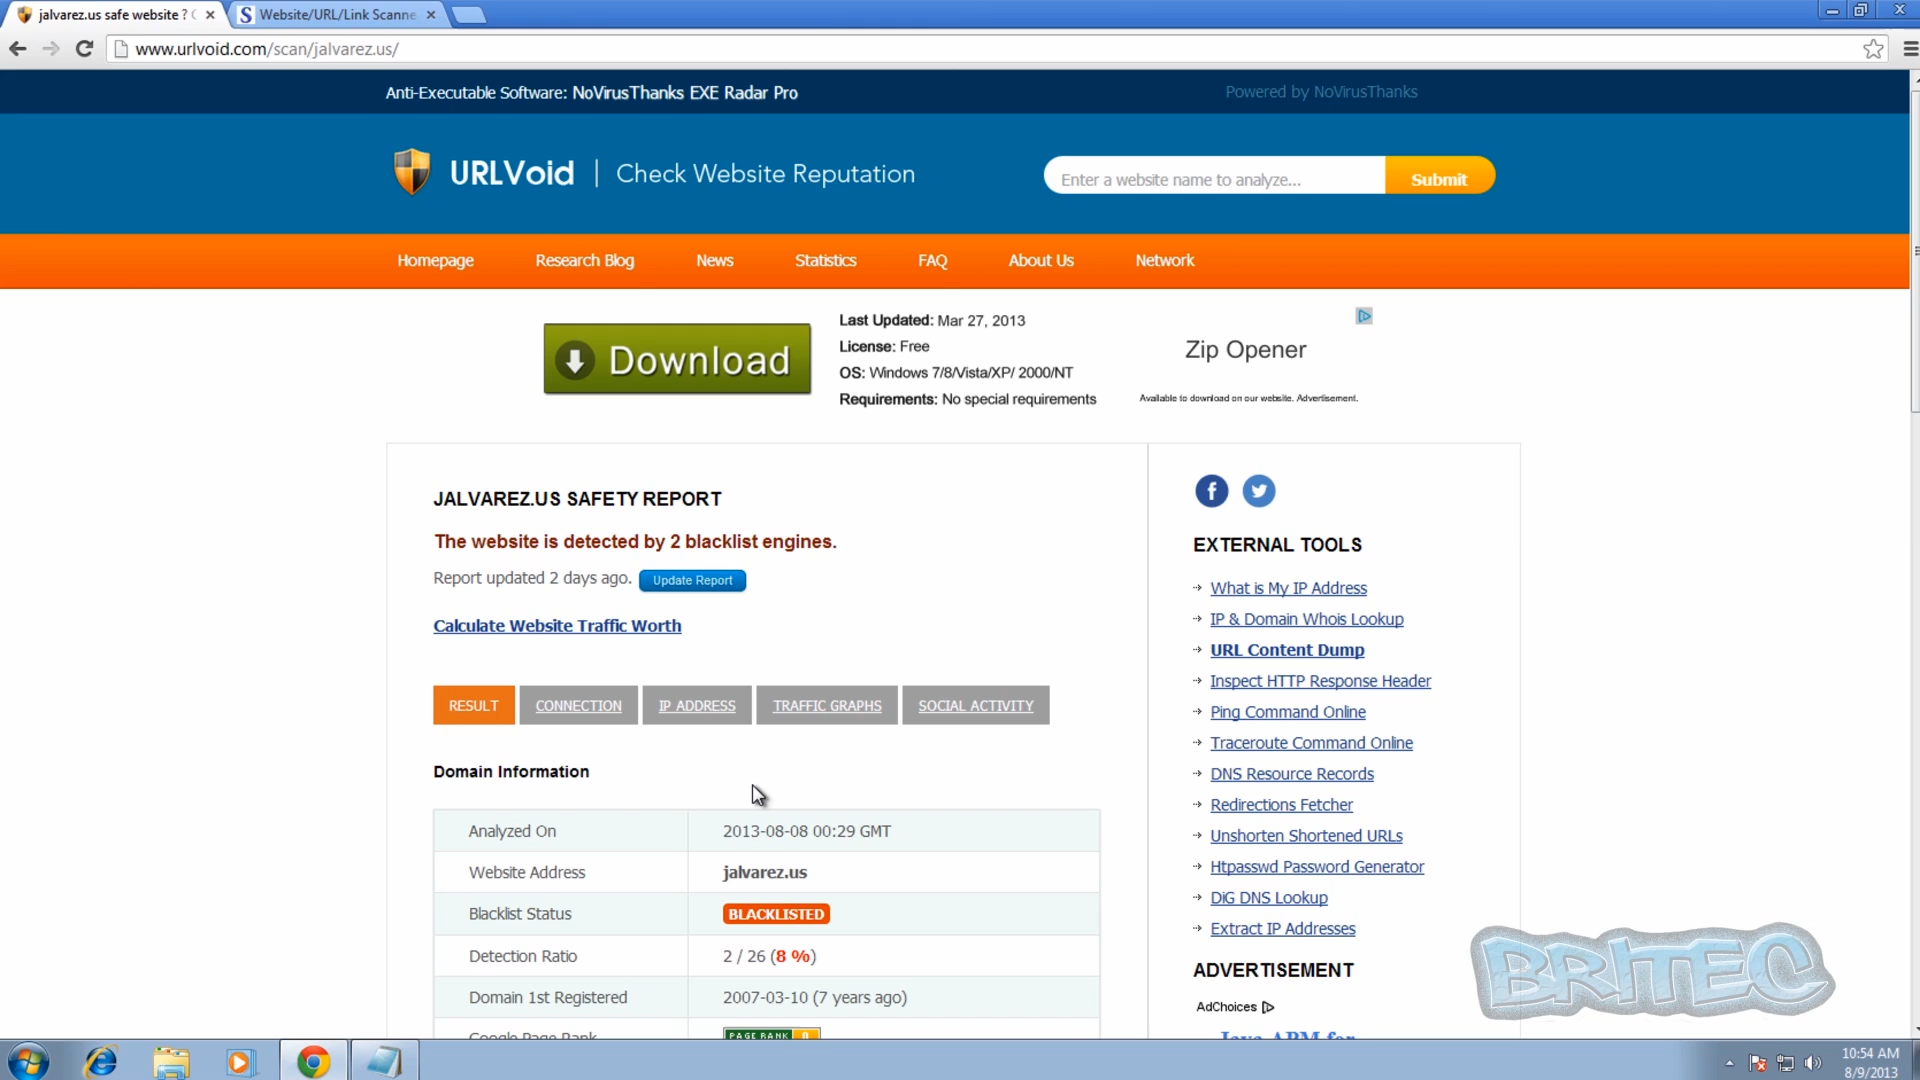 jalvarez.us safe website ?
Website/URL/Link Scanne
www.urlvoid.com/scan/jalvarez.us/
Anti-Executable Software: NoVirusThanks EXE Radar Pro
Powered by NoVirusThanks
URLVoid | Check Website Reputation
Enter a website name to analyze...
Submit
Homepage
Research Blog
News
Statistics
FAQ
About Us
Network
Download
Last Updated: Mar 27, 2013
License: Free
OS: Windows 7/8/Vista/XP/ 2000/NT
Requirements: No special requirements
Zip Opener
Available to download on our website. Advertisement.
JALVAREZ.US SAFETY REPORT
The website is detected by 2 blacklist engines.
Report updated 2 days ago.
Update Report
Calculate Website Traffic Worth
RESULT
CONNECTION
IP ADDRESS
TRAFFIC GRAPHS
SOCIAL ACTIVITY
Domain Information
Analyzed On
2013-08-08 00:29 GMT
Website Address
jalvarez.us
Blacklist Status
BLACKLISTED
Detection Ratio
2 / 26 (8 %)
Domain 1st Registered
2007-03-10 (7 years ago)
Google Page Rank
PAGE RANK 0
EXTERNAL TOOLS
What is My IP Address
IP & Domain Whois Lookup
URL Content Dump
Inspect HTTP Response Header
Ping Command Online
Traceroute Command Online
DNS Resource Records
Redirections Fetcher
Unshorten Shortened URLs
Htpasswd Password Generator
DiG DNS Lookup
Extract IP Addresses
ADVERTISEMENT
AdChoices
Java APM for
BRITEC
10:54 AM
8/9/2013